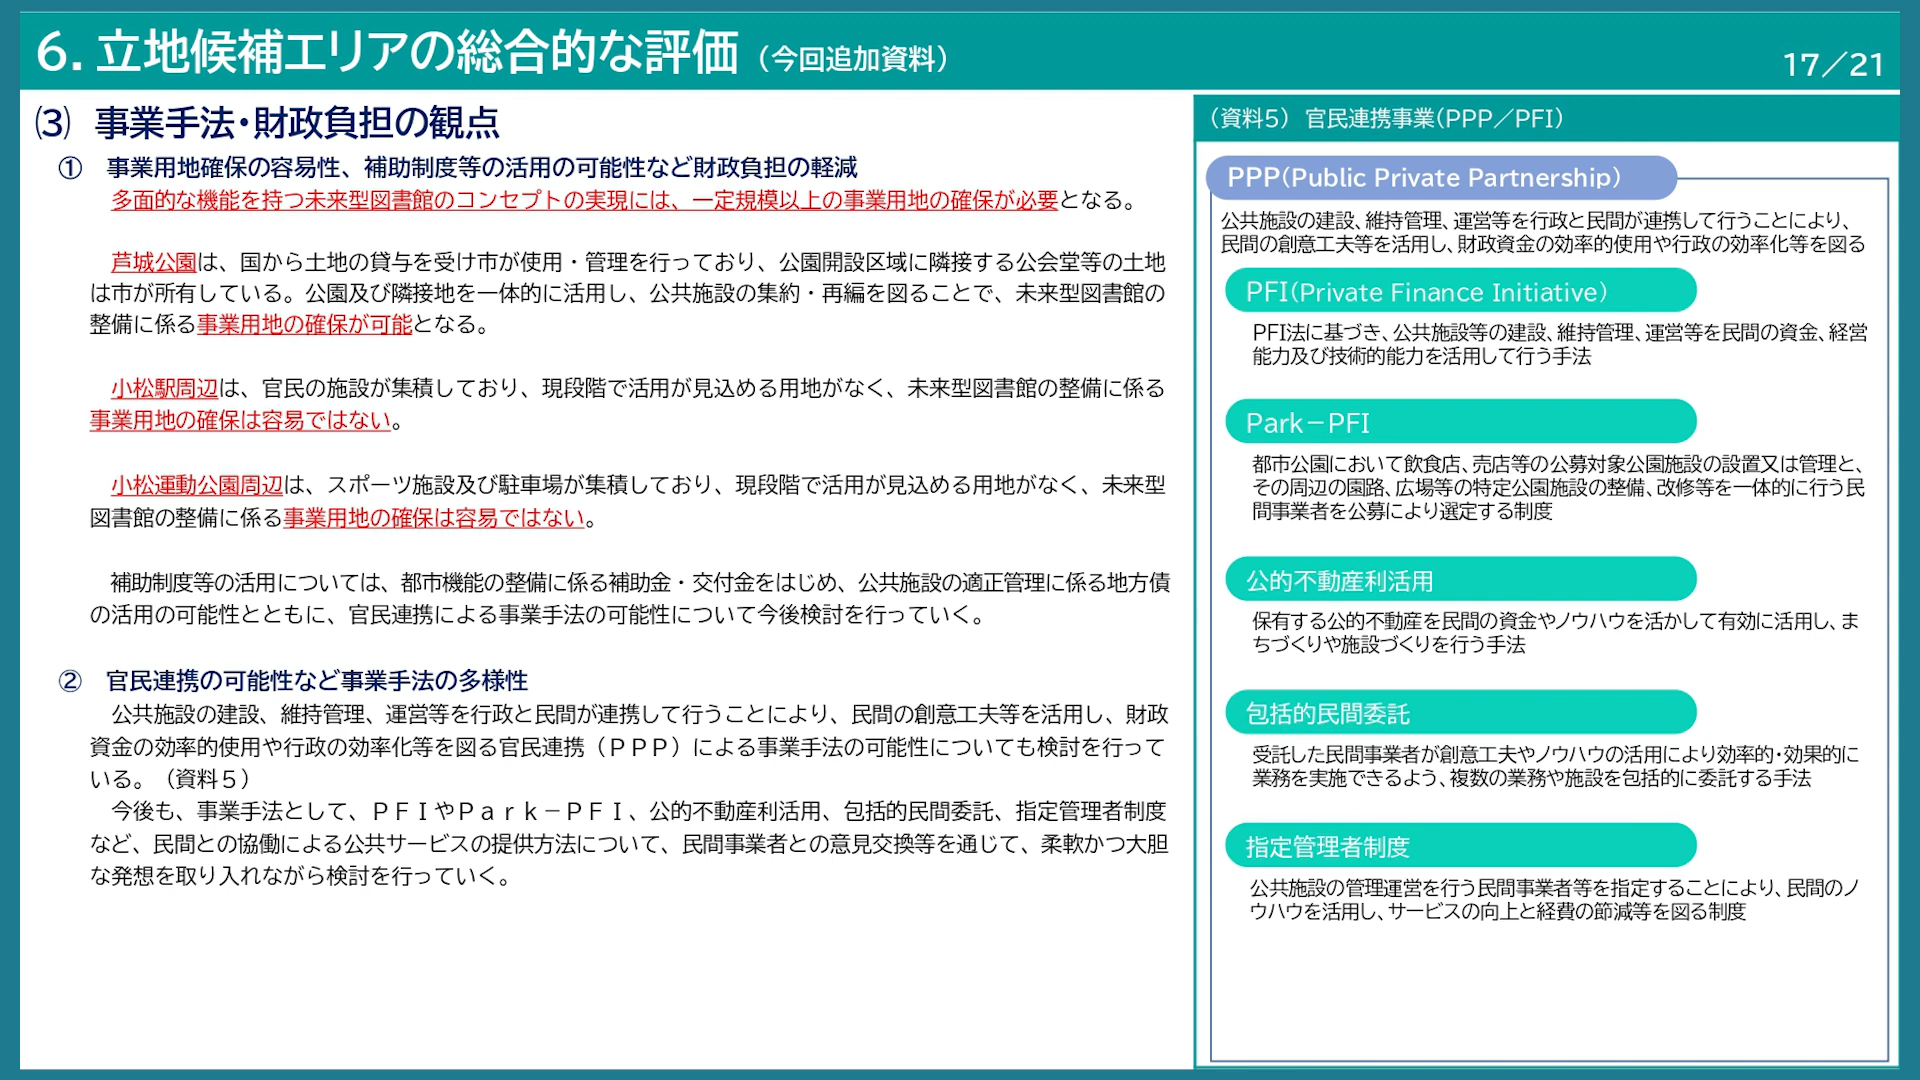 6. 立地候補エリアの総合的な評価（今回追加資料）
17／21
⑶ 事業手法・財政負担の観点
① 事業用地確保の容易性、補助制度等の活用の可能性など財政負担の軽減
多面的な機能を持つ未来型図書館のコンセプトの実現には、一定規模以上の事業用地の確保が必要となる。
芦城公園は、国から土地の貸与を受け市が使用・管理を行っており、公園開設区域に隣接する公会堂等の土地
は市が所有している。公園及び隣接地を一体的に活用し、公共施設の集約・再編を図ることで、未来型図書館の
整備に係る事業用地の確保が可能となる。
小松駅周辺は、官民の施設が集積しており、現段階で活用が見込める用地がなく、未来型図書館の整備に係る
事業用地の確保は容易ではない。
小松運動公園周辺は、スポーツ施設及び駐車場が集積しており、現段階で活用が見込める用地がなく、未来型
図書館の整備に係る事業用地の確保は容易ではない。
補助制度等の活用については、都市機能の整備に係る補助金・交付金をはじめ、公共施設の適正管理に係る地方債
の活用の可能性とともに、官民連携による事業手法の可能性について今後検討を行っていく。
② 官民連携の可能性など事業手法の多様性
公共施設の建設、維持管理、運営等を行政と民間が連携して行うことにより、民間の創意工夫等を活用し、財政
資金の効率的使用や行政の効率化等を図る官民連携（ＰＰＰ）による事業手法の可能性についても検討を行って
いる。（資料５）
今後も、事業手法として、ＰＦＩやＰａｒｋ－ＰＦＩ、公的不動産利活用、包括的民間委託、指定管理者制度
など、民間との協働による公共サービスの提供方法について、民間事業者との意見交換等を通じて、柔軟かつ大胆
な発想を取り入れながら検討を行っていく。
（資料5） 官民連携事業（PPP／PFI）
PPP（Public Private Partnership）
公共施設の建設、維持管理、運営等を行政と民間が連携して行うことにより、
民間の創意工夫等を活用し、財政資金の効率的使用や行政の効率化等を図る
PFI（Private Finance Initiative）
PFI法に基づき、公共施設等の建設、維持管理、運営等を民間の資金、経営
能力及び技術的能力を活用して行う手法
Park－PFI
都市公園において飲食店、売店等の公募対象公園施設の設置又は管理と、
その周辺の園路、広場等の特定公園施設の整備、改修等を一体的に行う民
間事業者を公募により選定する制度
公的不動産利活用
保有する公的不動産を民間の資金やノウハウを活かして有効に活用し、ま
ちづくりや施設づくりを行う手法
包括的民間委託
受託した民間事業者が創意工夫やノウハウの活用により効率的・効果的に
業務を実施できるよう、複数の業務や施設を包括的に委託する手法
指定管理者制度
公共施設の管理運営を行う民間事業者等を指定することにより、民間のノ
ウハウを活用し、サービスの向上と経費の節減等を図る制度